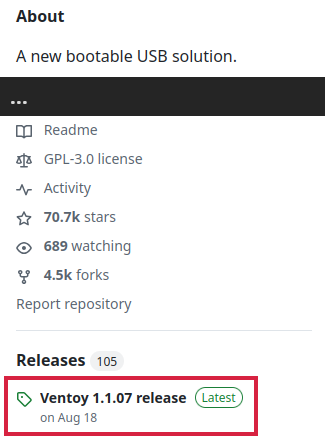 About
A new bootable USB solution.
...
Readme
GPL-3.0 license
Activity
70.7k stars
689 watching
4.5k forks
Report repository
Releases 105
Ventoy 1.1.07 release Latest
on Aug 18